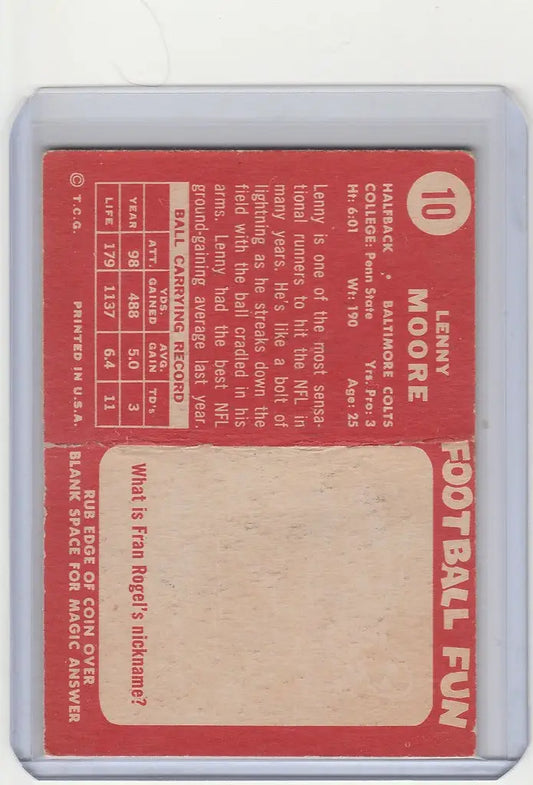 10
LENNY
MOORE
HALFBACK . BALTIMORE COLTS
COLLEGE: Penn State Yrs. Pro: 3
Ht: 6:01 Wt: 190 Age: 25
Lenny is one of the most sensa-
tional runners to hit the NFL in
many years. He's like a bolt of
lightning as he streaks down the
field with the ball cradled in his
arms. Lenny had the best NFL
ground-gaining average last year.
BALL CARRYING RECORD
ATT. YDS. GAINED AVG. GAIN TD's
YEAR 98 488 5.0 3
LIFE 179 1137 6.4 11
© T.C.G. PRINTED IN U.S.A.
FOOTBALL FUN
What is Fran Rogel's nickname?
RUB EDGE OF COIN OVER
BLANK SPACE FOR MAGIC ANSWER